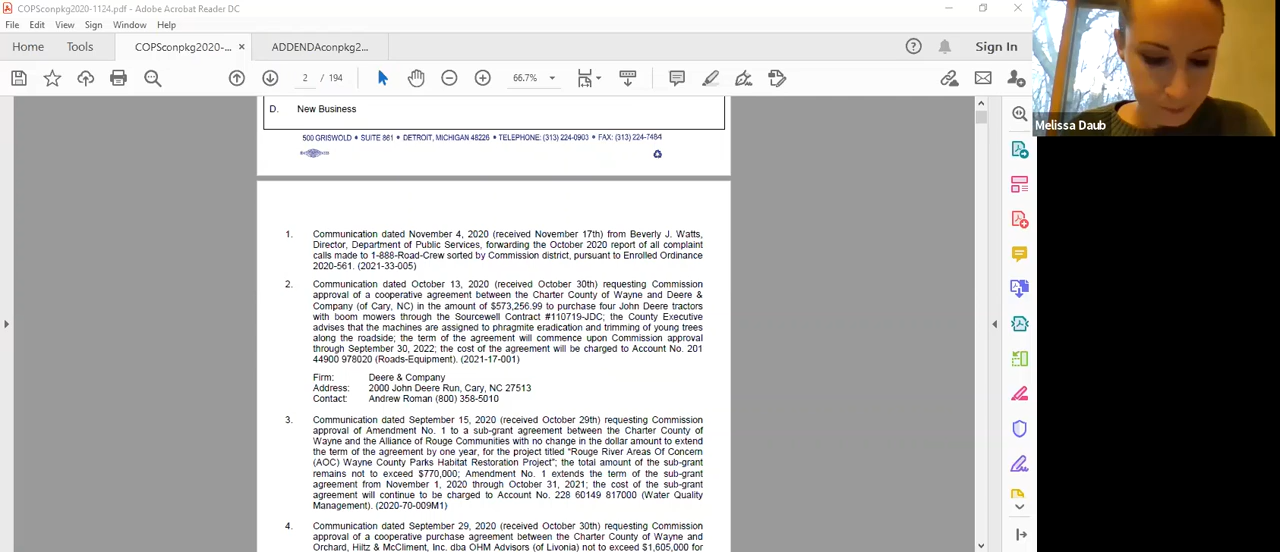 COPSconpkg2020-1124.pdf - Adobe Acrobat Reader DC
File Edit View Sign Window Help
Home Tools COPSconpkg2020-... × ADDENDAconpkg2... Sign In
2 / 194 66.7%
D. New Business
500 GRISWOLD • SUITE 861 • DETROIT, MICHIGAN 48226 • TELEPHONE: (313) 224-0903 • FAX: (313) 224-7484
1. Communication dated November 4, 2020 (received November 17th) from Beverly J. Watts,
Director, Department of Public Services, forwarding the October 2020 report of all complaint
calls made to 1-888-Road-Crew sorted by Commission district, pursuant to Enrolled Ordinance
2020-561. (2021-33-005)
2. Communication dated October 13, 2020 (received October 30th) requesting Commission
approval of a cooperative agreement between the Charter County of Wayne and Deere &
Company (of Cary, NC) in the amount of $573,256.99 to purchase four John Deere tractors
with boom mowers through the Sourcewell Contract #110719-JDC; the County Executive
advises that the machines are assigned to phragmite eradication and trimming of young trees
along the roadside; the term of the agreement will commence upon Commission approval
through September 30, 2022; the cost of the agreement will be charged to Account No. 201
44900 978020 (Roads-Equipment). (2021-17-001)
Firm: Deere & Company
Address: 2000 John Deere Run, Cary, NC 27513
Contact: Andrew Roman (800) 358-5010
3. Communication dated September 15, 2020 (received October 29th) requesting Commission
approval of Amendment No. 1 to a sub-grant agreement between the Charter County of
Wayne and the Alliance of Rouge Communities with no change in the dollar amount to extend
the term of the agreement by one year, for the project titled "Rouge River Areas Of Concern
(AOC) Wayne County Parks Habitat Restoration Project"; the total amount of the sub-grant
remains not to exceed $770,000; Amendment No. 1 extends the term of the sub-grant
agreement from November 1, 2020 through October 31, 2021; the cost of the sub-grant
agreement will continue to be charged to Account No. 228 60149 817000 (Water Quality
Management). (2020-70-009M1)
4. Communication dated September 29, 2020 (received October 30th) requesting Commission
approval of a cooperative purchase agreement between the Charter County of Wayne and
Orchard, Hiltz & McCliment, Inc. dba OHM Advisors (of Livonia) not to exceed $1,605,000 for
Melissa Daub